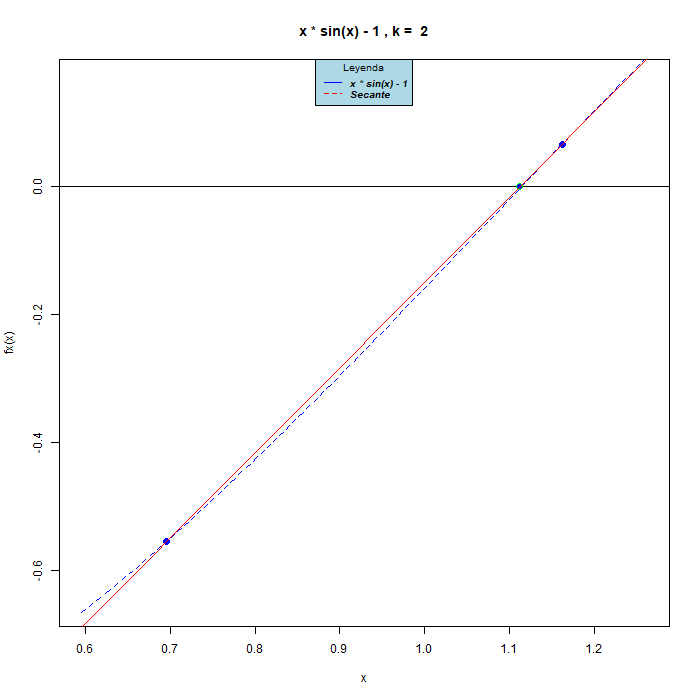 x * sin(x) - 1 , k =  2
Leyenda
x * sin(x) - 1
Secante
0.0
-0.2
-0.4
-0.6
fx(x)
0.6 0.7 0.8 0.9 1.0 1.1 1.2
x